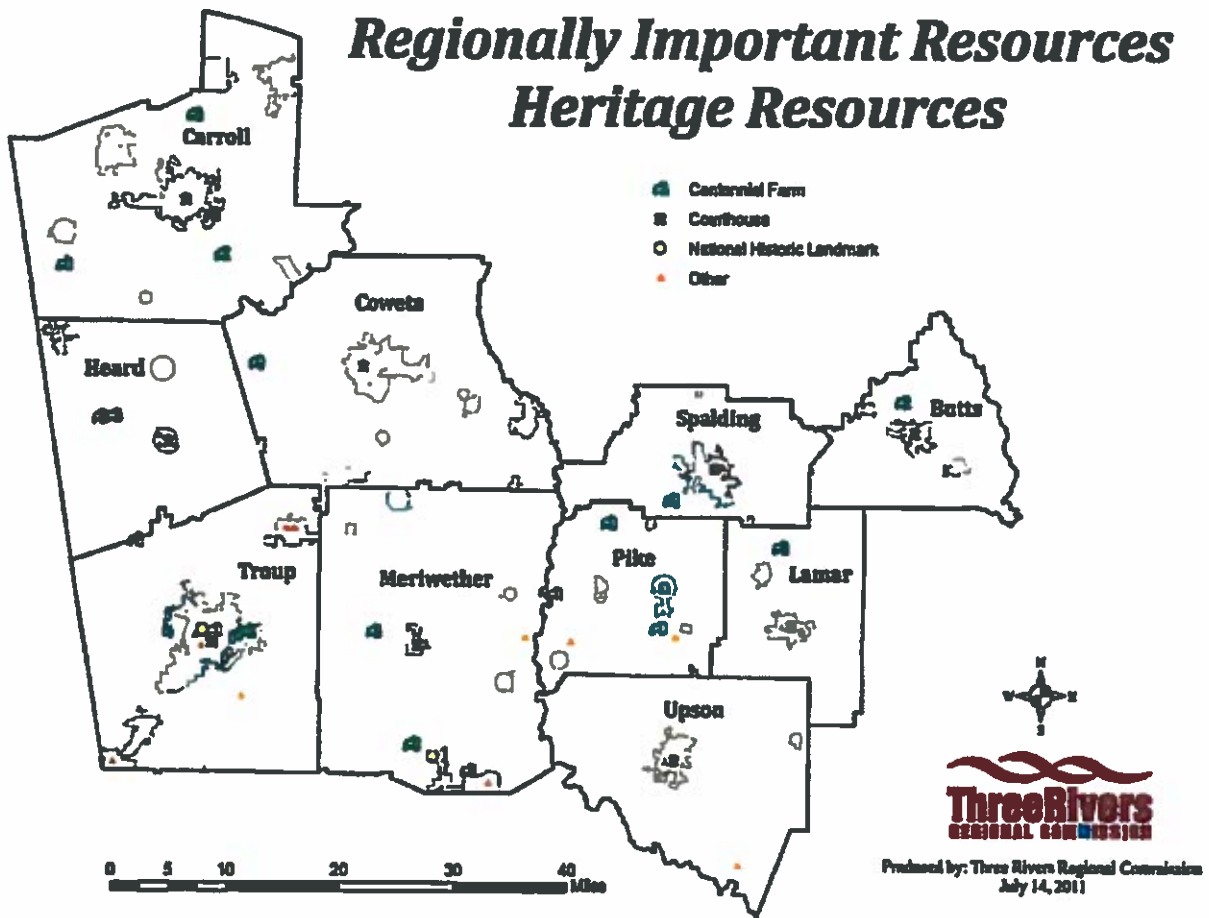 Regionally Important Resources
Heritage Resources
Carroll
Centennial Farm
Courthouse
National Historic Landmark
Other
Coweta
Heard
Butts
Spalding
Troup
Meriwether
Pike
Lamar
Upson
N
W E
S
ThreeRivers
REGIONAL COMMISSION
0 5 10 20 30 40
Miles
Produced by: Three Rivers Regional Commission
July 14, 2011